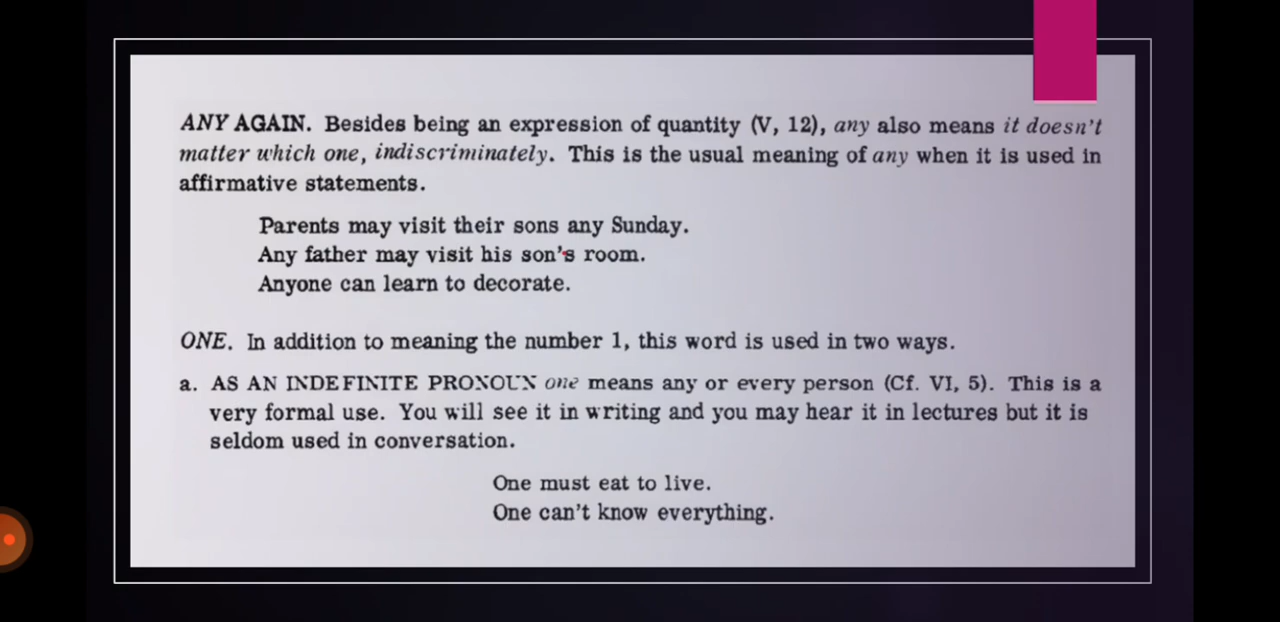 ANY AGAIN. Besides being an expression of quantity (V, 12), any also means it doesn't
matter which one, indiscriminately. This is the usual meaning of any when it is used in
affirmative statements.
Parents may visit their sons any Sunday.
Any father may visit his son's room.
Anyone can learn to decorate.
ONE. In addition to meaning the number 1, this word is used in two ways.
a. AS AN INDEFINITE PRONOUN one means any or every person (Cf. VI, 5). This is a
very formal use. You will see it in writing and you may hear it in lectures but it is
seldom used in conversation.
One must eat to live.
One can't know everything.